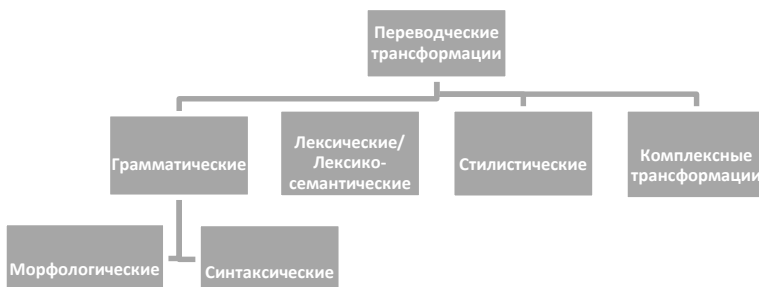 Переводческие
трансформации
Грамматические
Лексические/
Лексико-
семантические
Стилистические
Комплексные
трансформации
Морфологические
Синтаксические